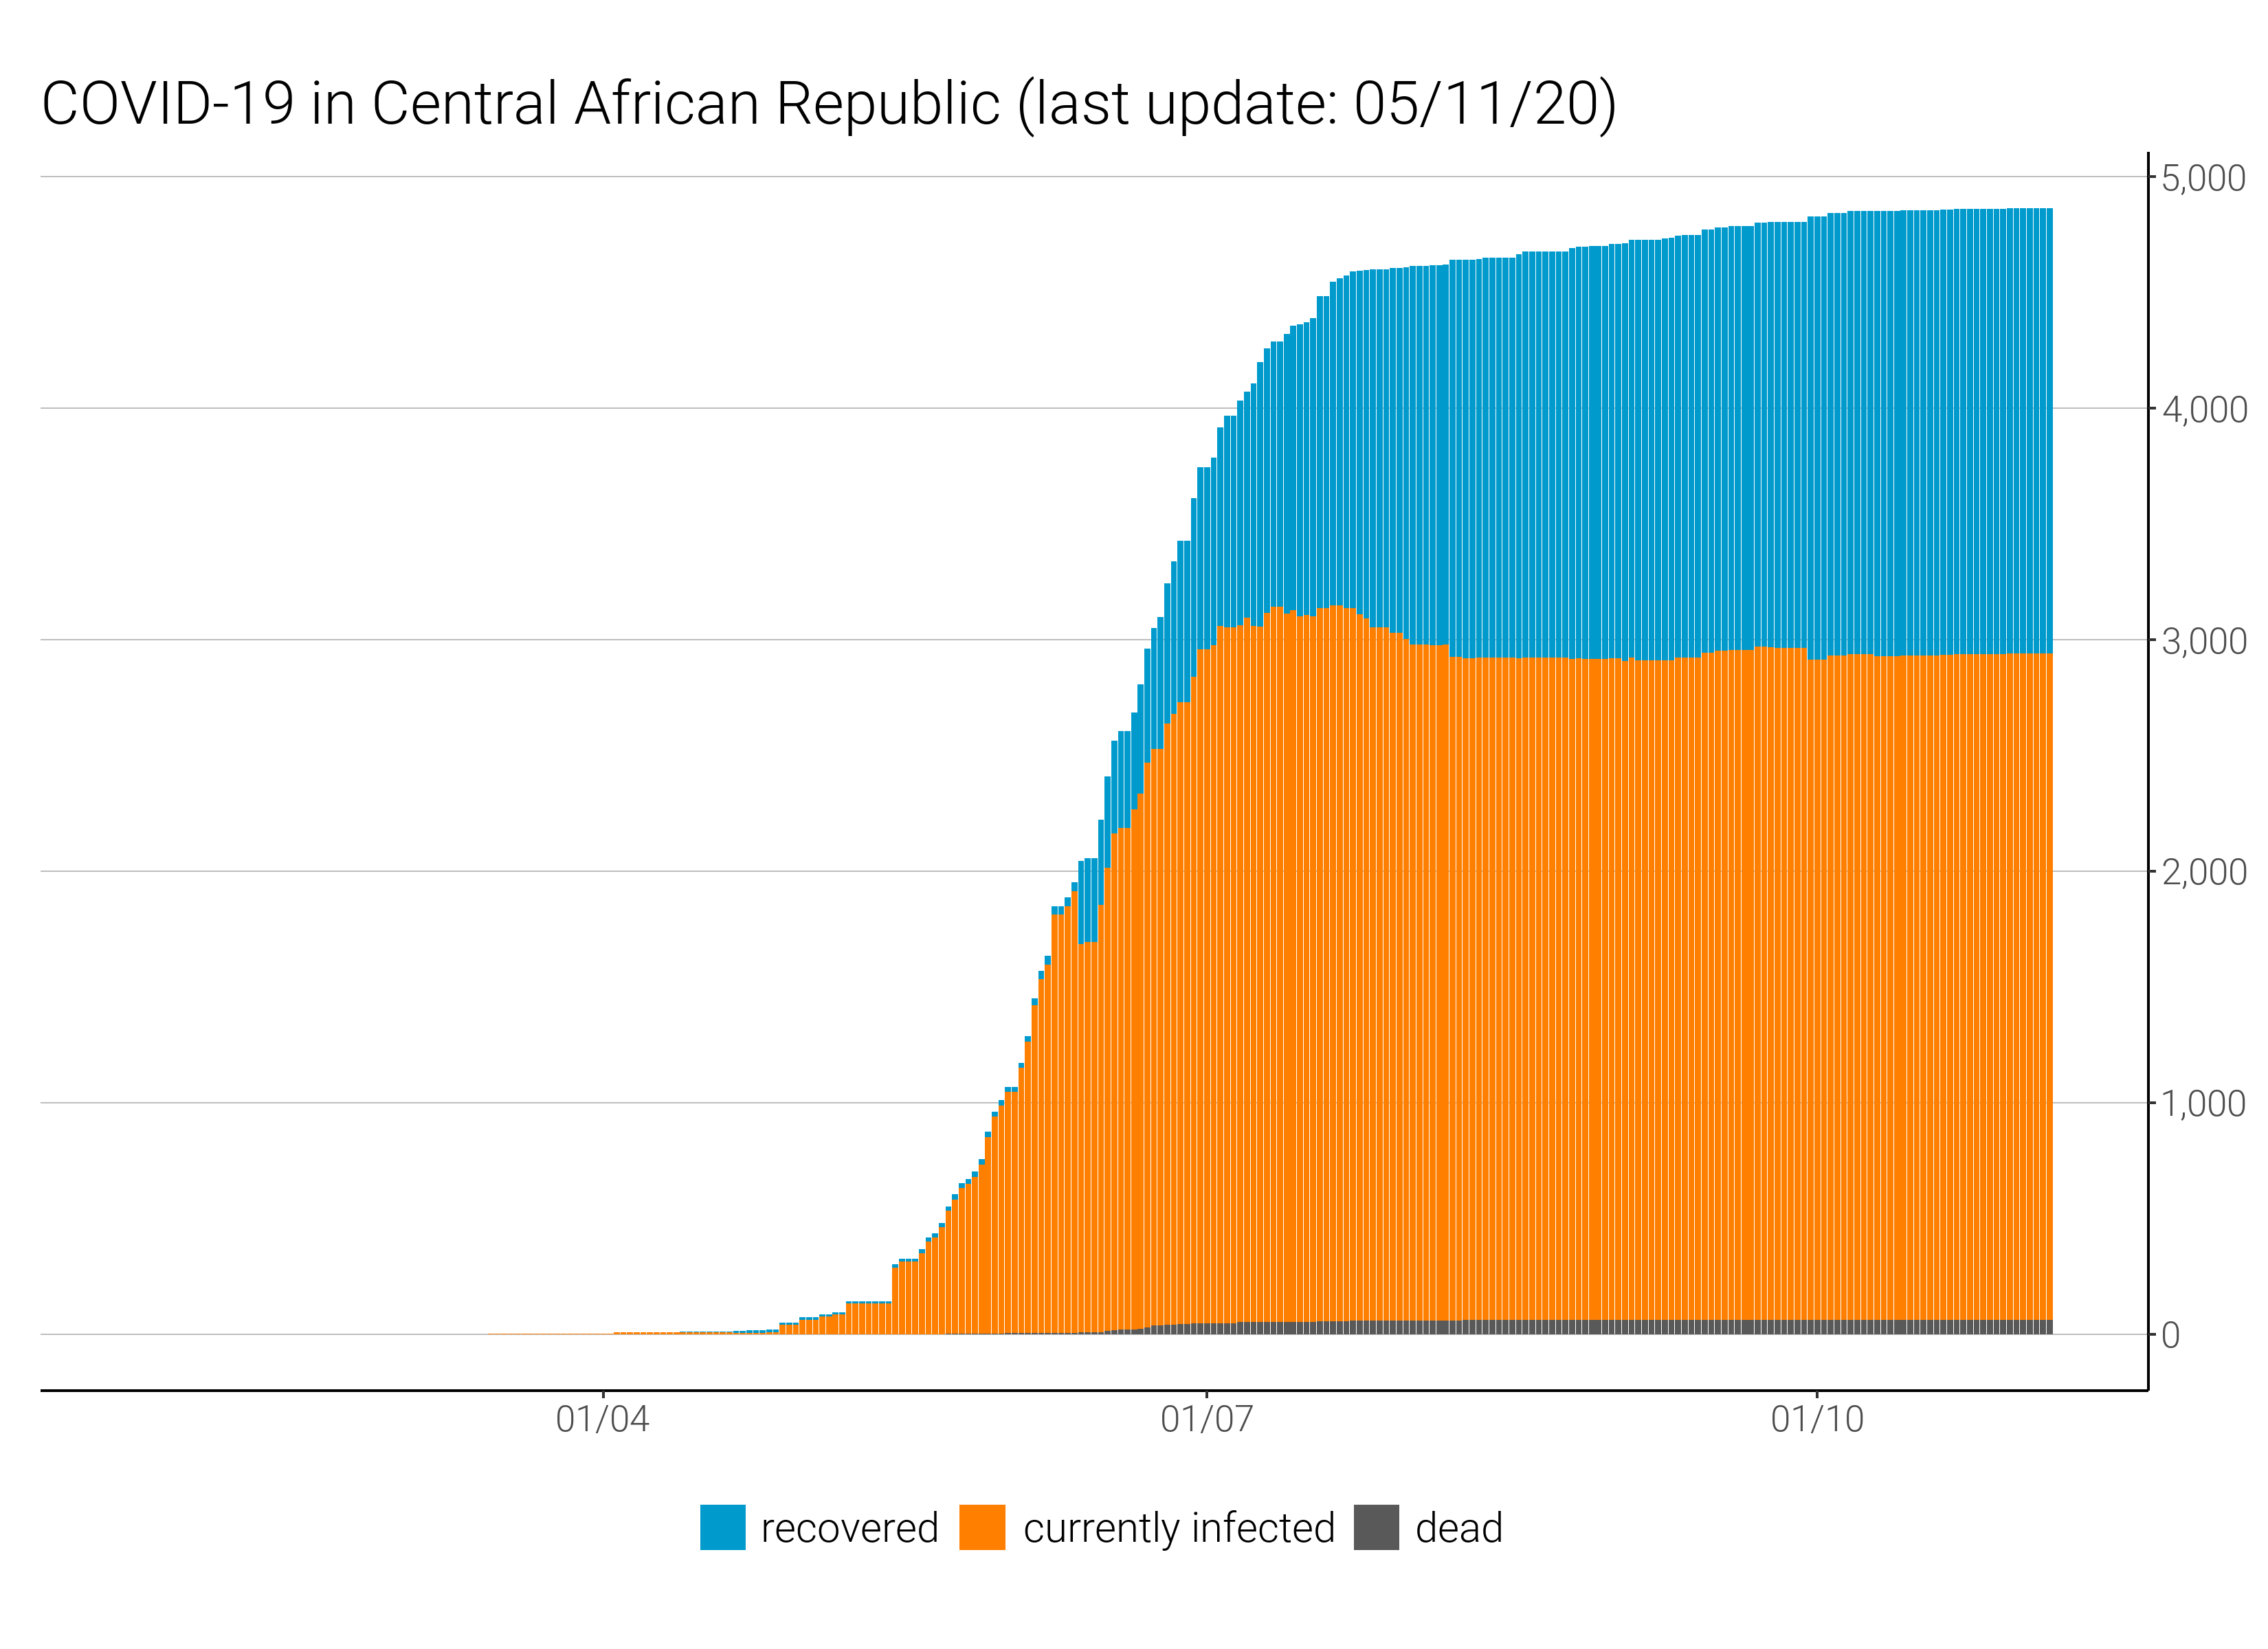 COVID-19 in Central African Republic (last update: 05/11/20)
5,000
4,000
3,000
2,000
1,000
0
01/04 01/07 01/10
recovered currently infected dead